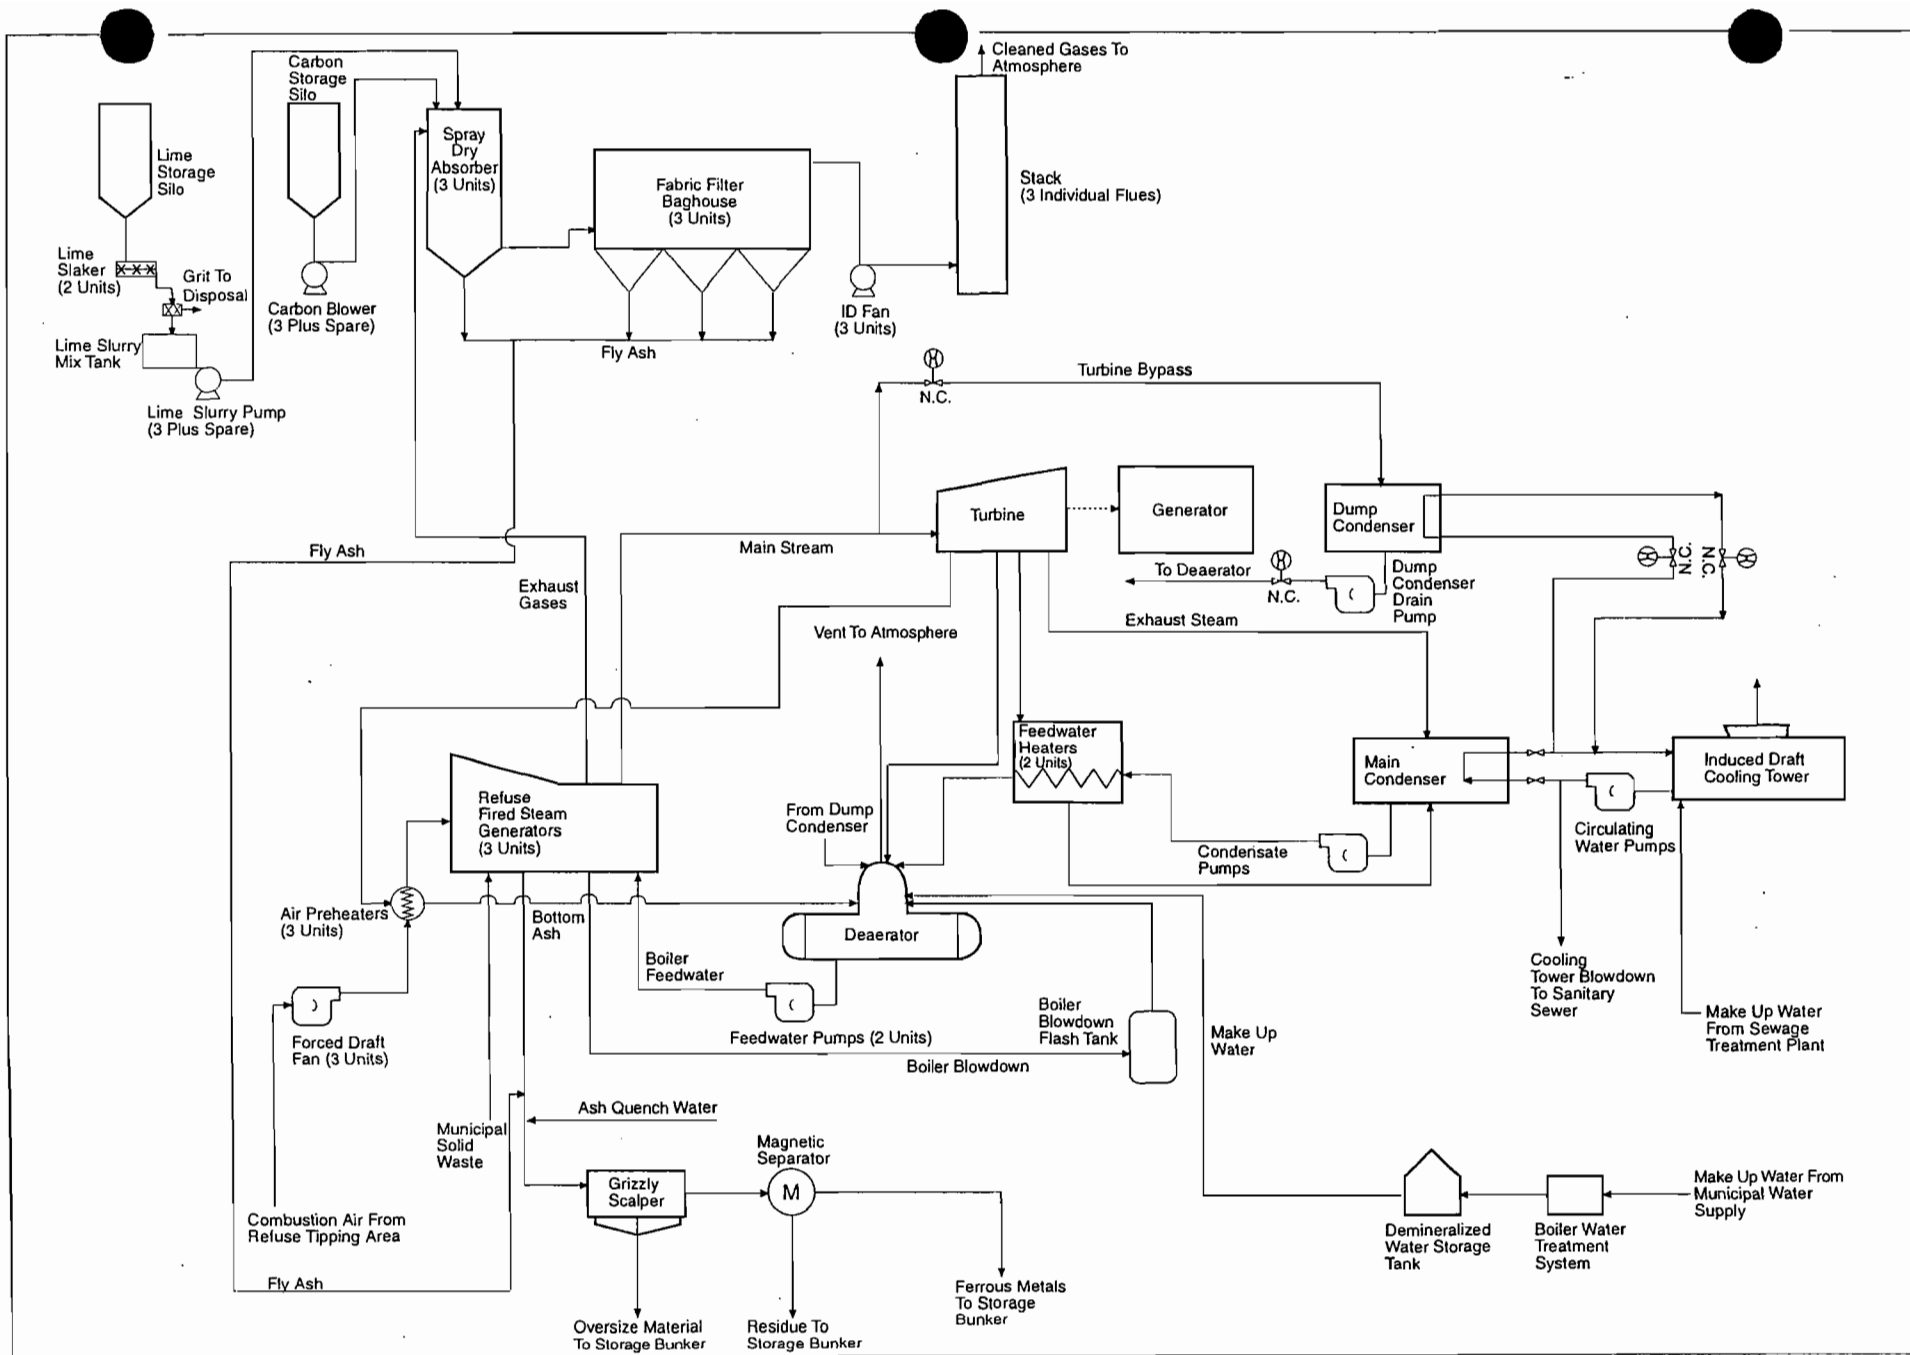 Cleaned Gases To
Atmosphere
Carbon
Storage
Silo
Lime
Storage
Silo
Spray
Dry
Absorber
(3 Units)
Fabric Filter
Baghouse
(3 Units)
Stack
(3 Individual Flues)
Lime
Slaker
(2 Units)
Grit To
Disposal
Carbon Blower
(3 Plus Spare)
ID Fan
(3 Units)
Lime Slurry
Mix Tank
Fly Ash
Lime Slurry Pump
(3 Plus Spare)
Turbine Bypass
N.C.
Turbine
Generator
Dump
Condenser
Main Stream
Fly Ash
Exhaust
Gases
To Deaerator
N.C.
Dump
Condenser
Drain
Pump
N.C.
N.C.
Exhaust Steam
Vent To Atmosphere
Feedwater
Heaters
(2 Units)
Main
Condenser
Induced Draft
Cooling Tower
Refuse
Fired Steam
Generators
(3 Units)
From Dump
Condenser
Condensate
Pumps
Circulating
Water Pumps
Air Preheaters
(3 Units)
Bottom
Ash
Deaerator
Boiler
Feedwater
Cooling
Tower Blowdown
To Sanitary
Sewer
Make Up Water
From Sewage
Treatment Plant
Forced Draft
Fan (3 Units)
Feedwater Pumps (2 Units)
Boiler
Blowdown
Flash Tank
Make Up
Water
Boiler Blowdown
Ash Quench Water
Municipal
Solid
Waste
Magnetic
Separator
Grizzly
Scalper
M
Make Up Water From
Municipal Water
Supply
Combustion Air From
Refuse Tipping Area
Demineralized
Water Storage
Tank
Boiler Water
Treatment
System
Fly Ash
Ferrous Metals
To Storage
Bunker
Oversize Material
To Storage Bunker
Residue To
Storage Bunker